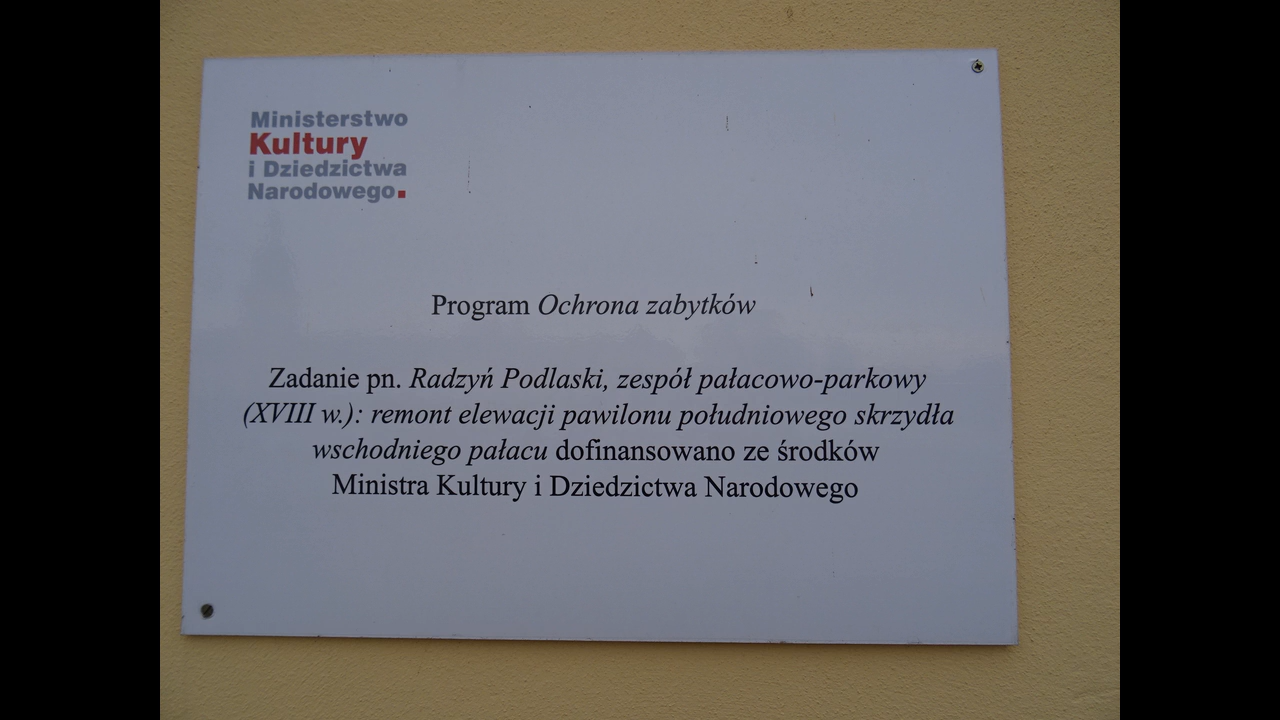 Ministerstwo
Kultury
i Dziedzictwa
Narodowego.
Program Ochrona zabytków
Zadanie pn. Radzyń Podlaski, zespół pałacowo-parkowy
(XVIII w.): remont elewacji pawilonu południowego skrzydła
wschodniego pałacu dofinansowano ze środków
Ministra Kultury i Dziedzictwa Narodowego